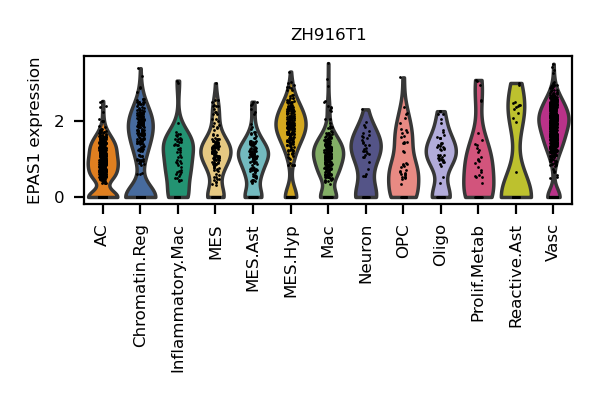 ZH916T1
EPAS1 expression
2
0
AC
Chromatin.Reg
Inflammatory.Mac
MES
MES.Ast
MES.Hyp
Mac
Neuron
OPC
Oligo
Prolif.Metab
Reactive.Ast
Vasc